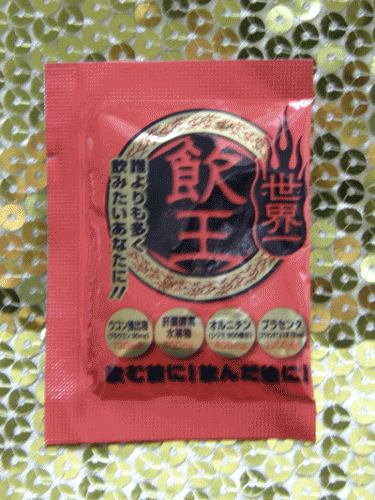 世界一
飲王
誰よりも多く
飲みたいあなたに!!
ウコン抽出物
肝臓酵素
水解物
オルニチン
プラセンタ
飲む前に!飲んだ後に!